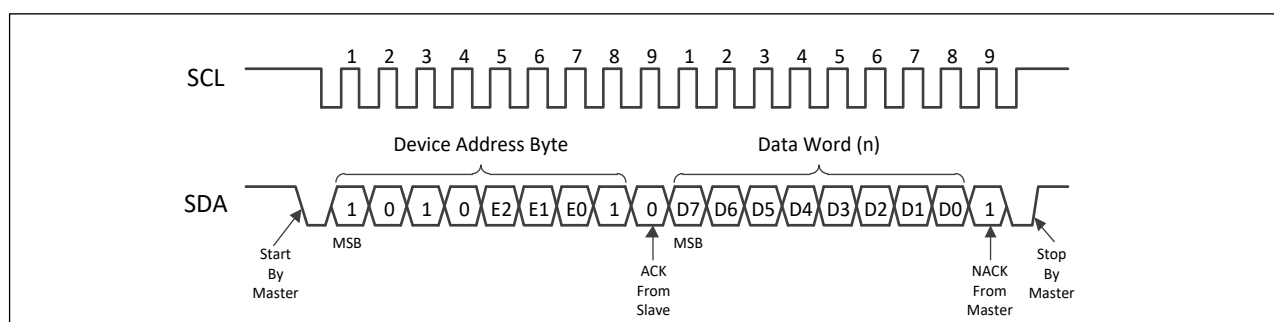 1 2 3 4 5 6 7 8 9 1 2 3 4 5 6 7 8 9
SCL
Device Address Byte
Data Word (n)
SDA
1 0 1 0 E2 E1 E0 1 0 D7 D6 D5 D4 D3 D2 D1 D0 1
MSB
MSB
Start
By
Master
ACK
From
Slave
NACK
From
Master
Stop
By
Master